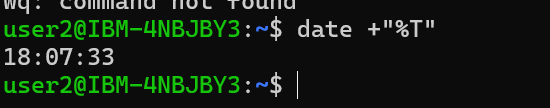 wq: command not found
user2@IBM-4NBJBY3:~$ date +"%T"
18:07:33
user2@IBM-4NBJBY3:~$